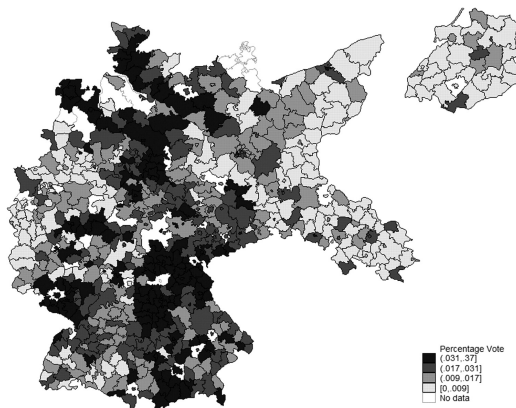 Percentage Vote
(.031,.37]
(.017,.031]
(.009,.017]
[0,.009]
No data